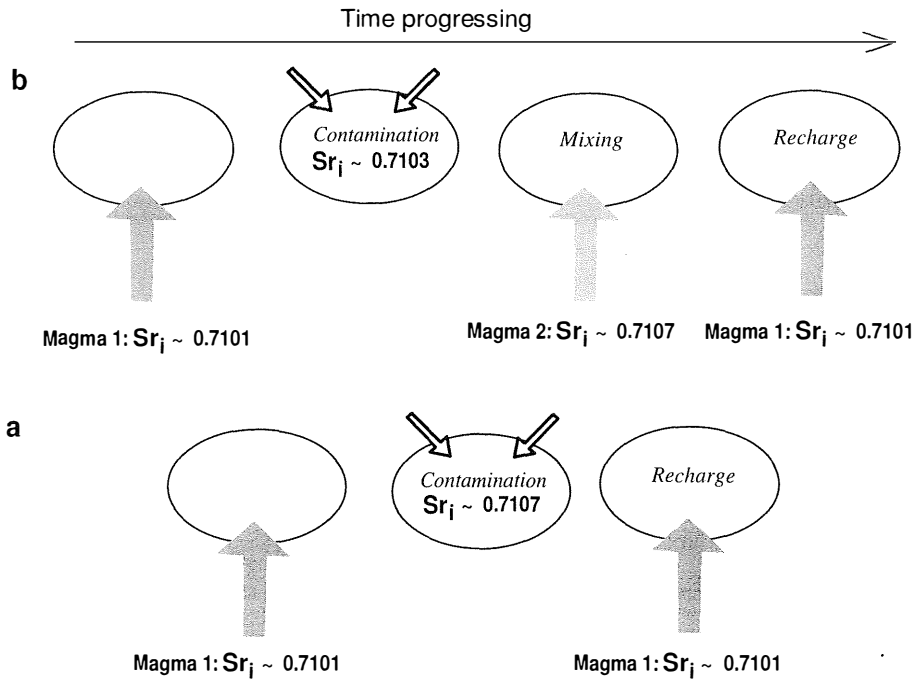 Time progressing
b
Contamination
Sri ~ 0.7103
Mixing
Recharge
Magma 1: Sri ~ 0.7101
Magma 2: Sri ~ 0.7107
Magma 1: Sri ~ 0.7101
a
Contamination
Sri ~ 0.7107
Recharge
Magma 1: Sri ~ 0.7101
Magma 1: Sri ~ 0.7101